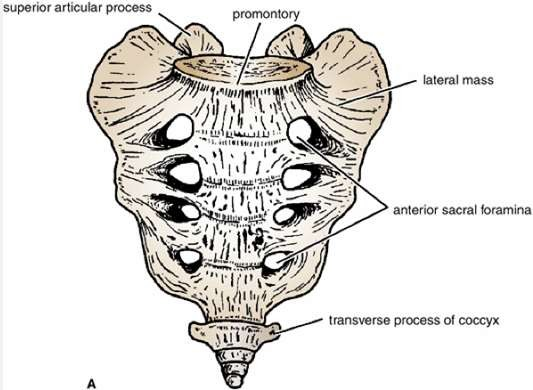 superior articular process
promontory
lateral mass
anterior sacral foramina
transverse process of coccyx
A